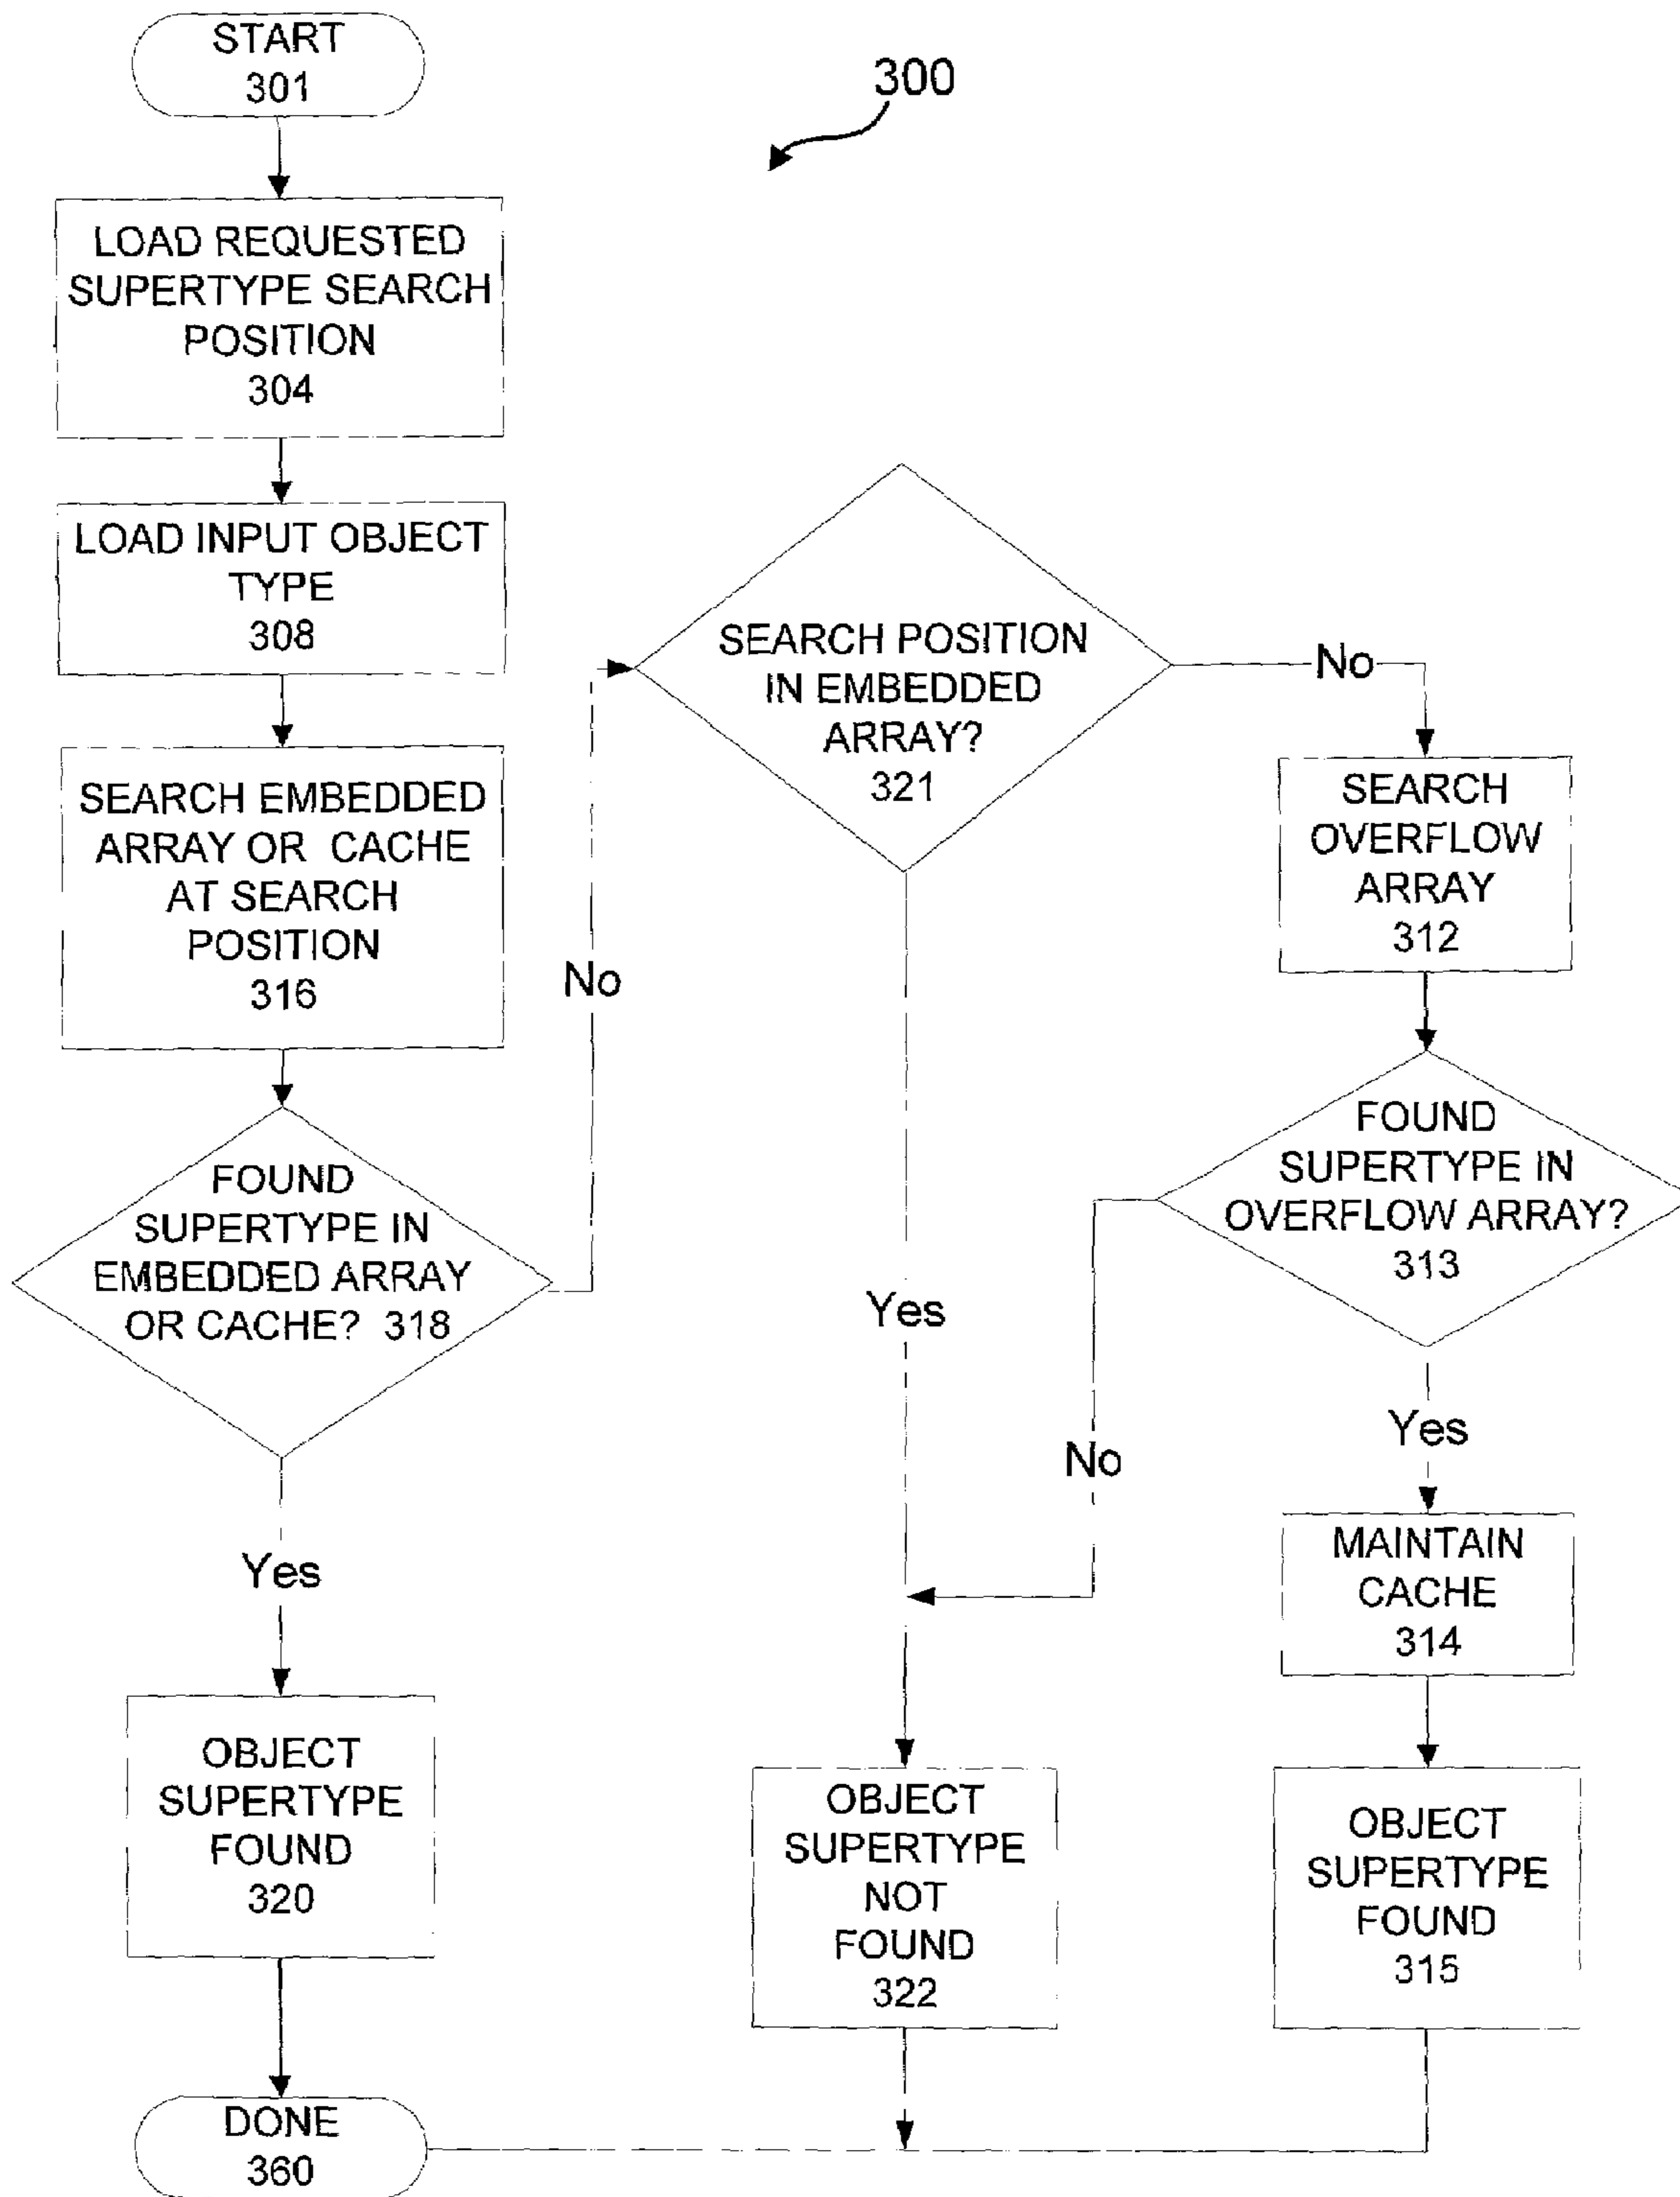 START
301
300
LOAD REQUESTED
SUPERTYPE SEARCH
POSITION
304
LOAD INPUT OBJECT
TYPE
308
SEARCH EMBEDDED
ARRAY OR CACHE
AT SEARCH
POSITION
316
FOUND
SUPERTYPE IN
EMBEDDED ARRAY
OR CACHE? 318
No
Yes
OBJECT
SUPERTYPE
FOUND
320
DONE
360
SEARCH POSITION
IN EMBEDDED
ARRAY?
321
No
Yes
SEARCH
OVERFLOW
ARRAY
312
FOUND
SUPERTYPE IN
OVERFLOW ARRAY?
313
No
Yes
MAINTAIN
CACHE
314
OBJECT
SUPERTYPE
NOT
FOUND
322
OBJECT
SUPERTYPE
FOUND
315